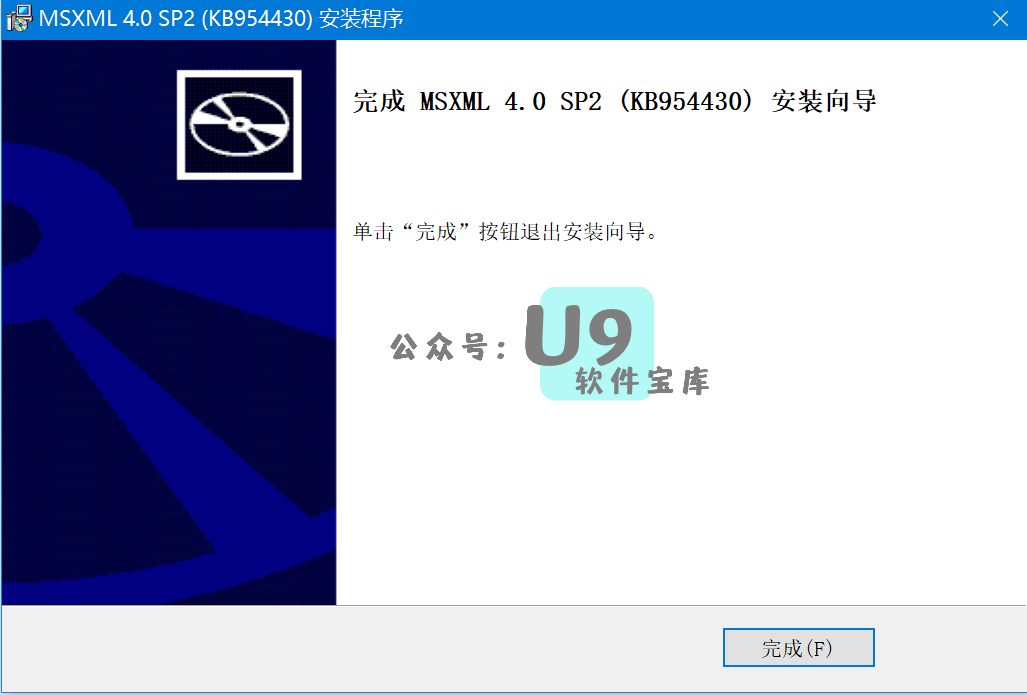 MSXML 4.0 SP2 (KB954430) 安装程序
完成 MSXML 4.0 SP2 (KB954430) 安装向导
单击“完成”按钮退出安装向导。
公众号：U9
软件宝库
完成(F)